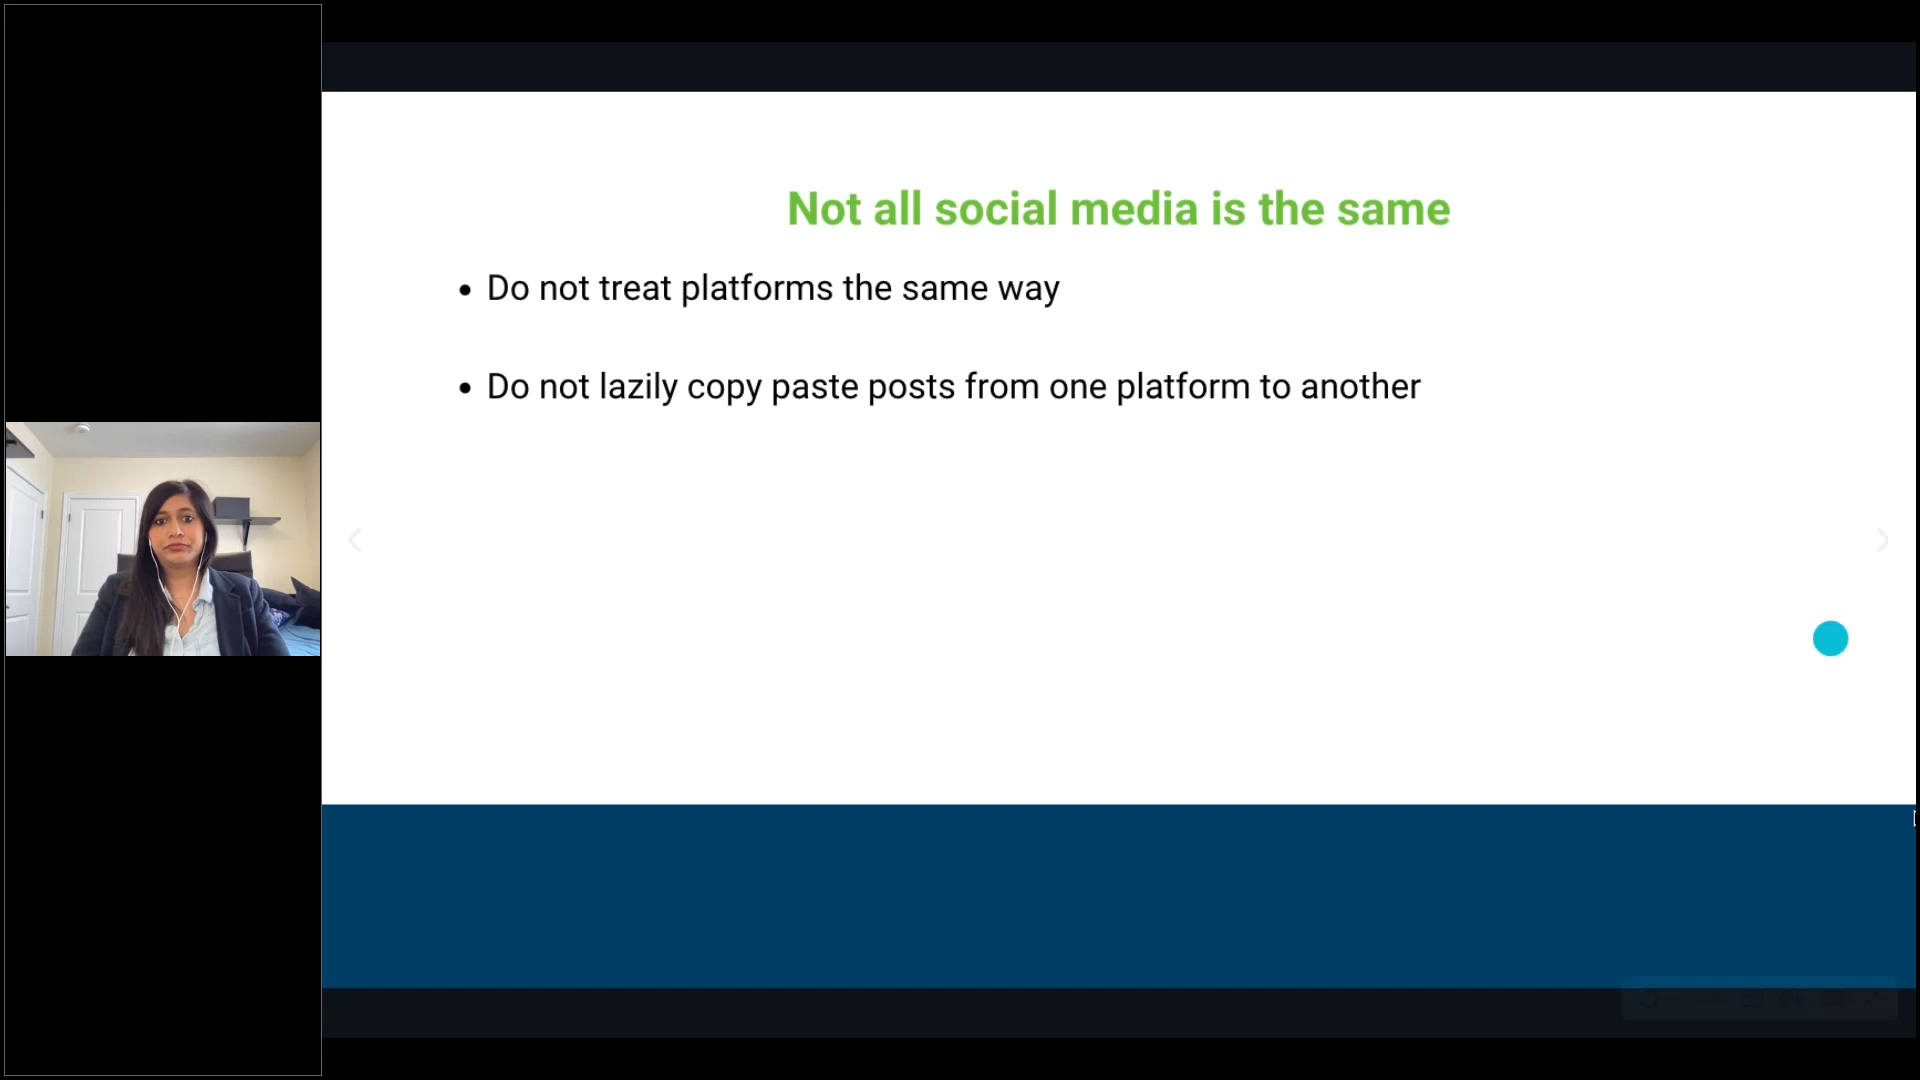 Not all social media is the same
• Do not treat platforms the same way
• Do not lazily copy paste posts from one platform to another